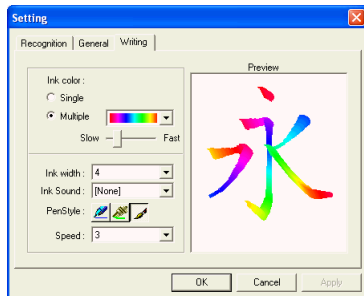 Setting
Recognition General Writing
Ink color :
Single
Multiple
Slow Fast
Ink width : 4
Ink Sound : [None]
PenStyle :
Speed : 3
Preview
永
OK Cancel Apply